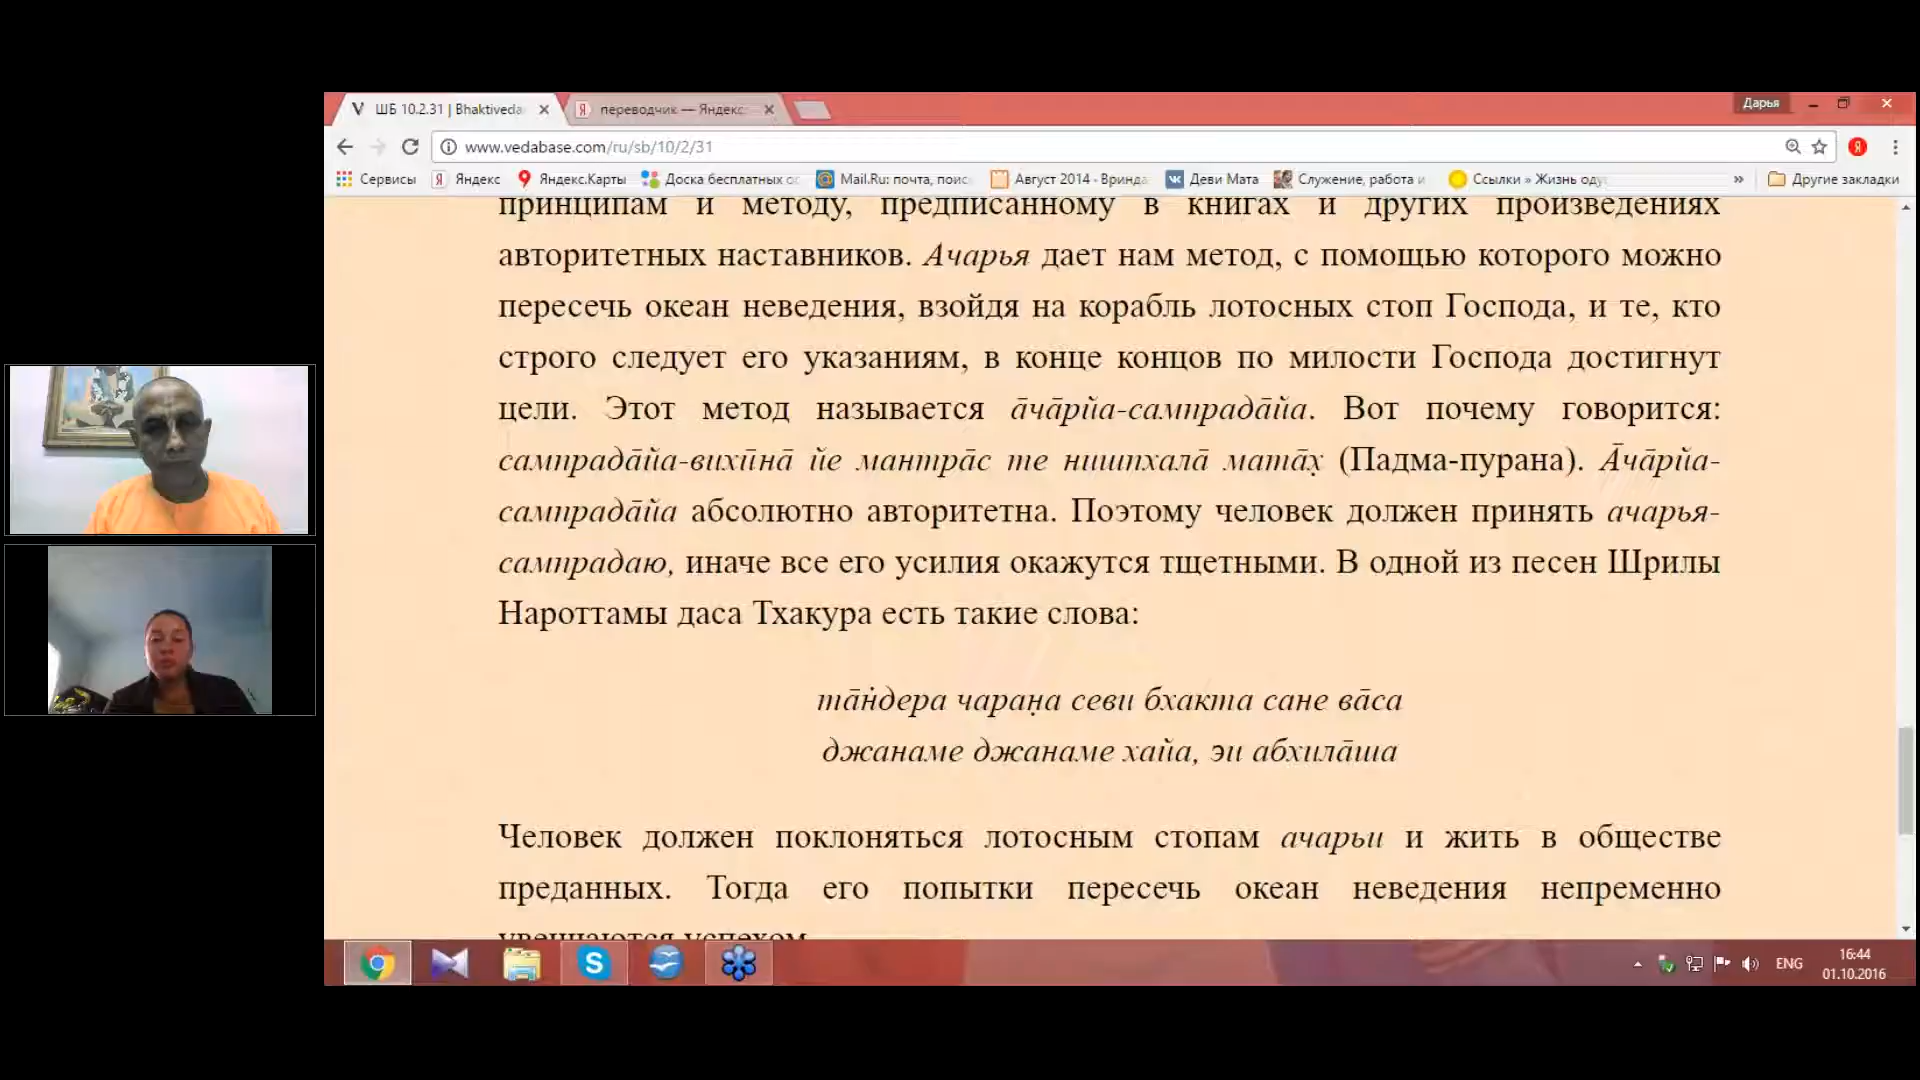 ШБ 10.2.31 | Bhaktiveda
переводчик — Яндекс
Дарья
www.vedabase.com/ru/sb/10/2/31
Сервисы
Яндекс
Яндекс.Карты
Доска бесплатных о
Mail.Ru: почта, поис
Август 2014 - Вринда
Деви Мата
Служение, работа и
Ссылки » Жизнь оду
Другие закладки
принципам и методу, предписанному в книгах и других произведениях
авторитетных наставников. Ачарья дает нам метод, с помощью которого можно
пересечь океан неведения, взойдя на корабль лотосных стоп Господа, и те, кто
строго следует его указаниям, в конце концов по милости Господа достигнут
цели. Этот метод называется а̄ча̄рйа-сампрада̄йа. Вот почему говорится:
сампрада̄йа-вихӣна̄ йе мантра̄с те нишпхала̄ мата̄х̣ (Падма-пурана). А̄ча̄рйа-
сампрада̄йа абсолютно авторитетна. Поэтому человек должен принять ачарья-
сампрадаю, иначе все его усилия окажутся тщетными. В одной из песен Шрилы
Нароттамы даса Тхакура есть такие слова:
та̄н̇дера чаран̣а севи бхакта сане ва̄са
джанаме джанаме хайа, эи абхила̄ша
Человек должен поклоняться лотосным стопам ачарьи и жить в обществе
преданных. Тогда его попытки пересечь океан неведения непременно
увенчаются успехом.
ENG
16:44
01.10.2016